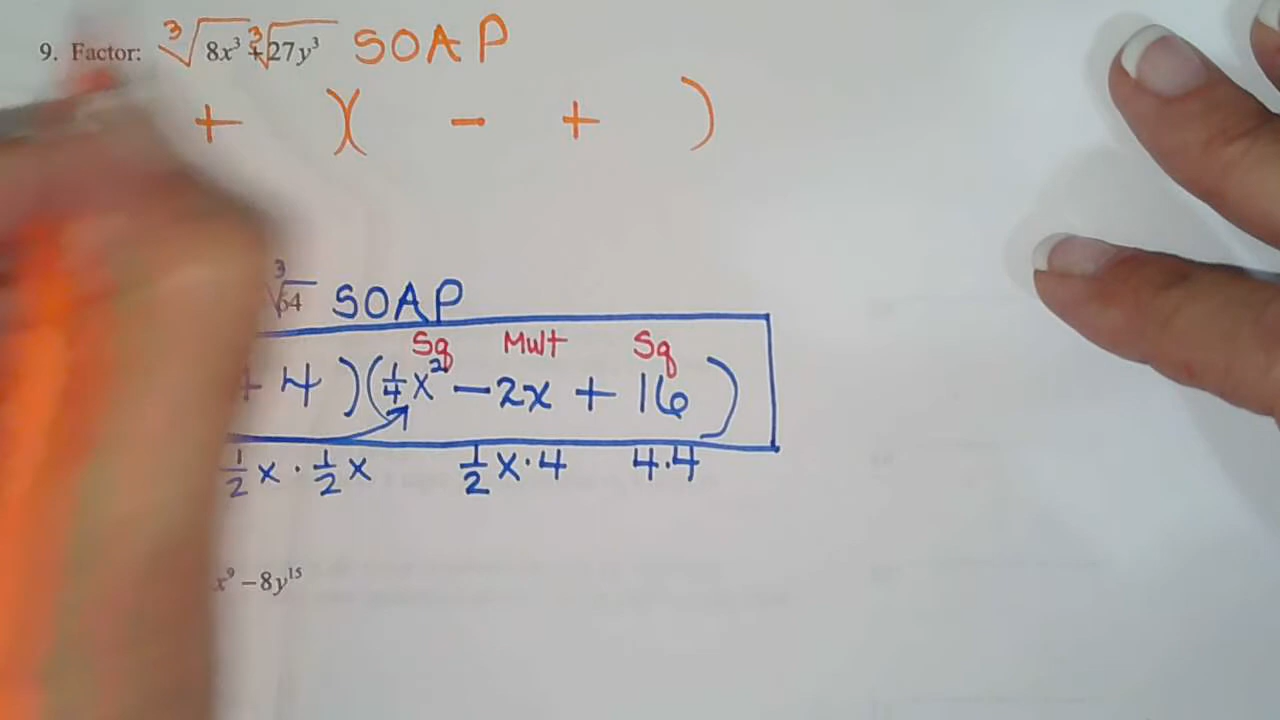 9. Factor: ∛8x³ + ∛27y³ SOAP
+ )( - + )
∛64 SOAP
Sq Mult Sq
+ 4 )(¼x² - 2x + 16 )
½x · ½x ½x · 4 4 · 4
x⁹ - 8y¹⁵